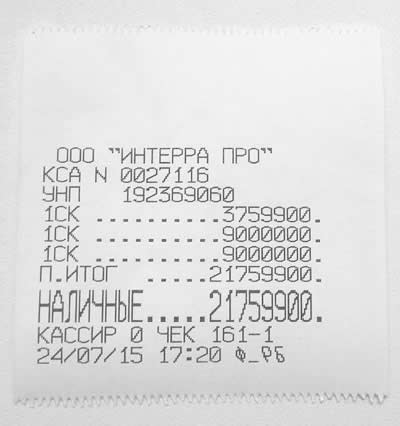 ООО "ИНТЕРРА ПРО"
КСА N 0027116
УНП 192369060
1СК ..........3759900.
1СК ..........9000000.
1СК ..........9000000.
П.ИТОГ .....21759900.
НАЛИЧНЫЕ.....21759900.
КАССИР 0 ЧЕК 161-1
24/07/15 17:20 Ф_РБ